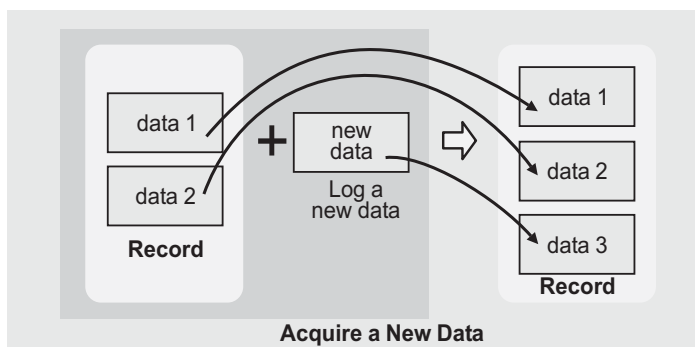 data 1
data 2
Record
+
new
data
Log a
new data
data 1
data 2
data 3
Record
Acquire a New Data